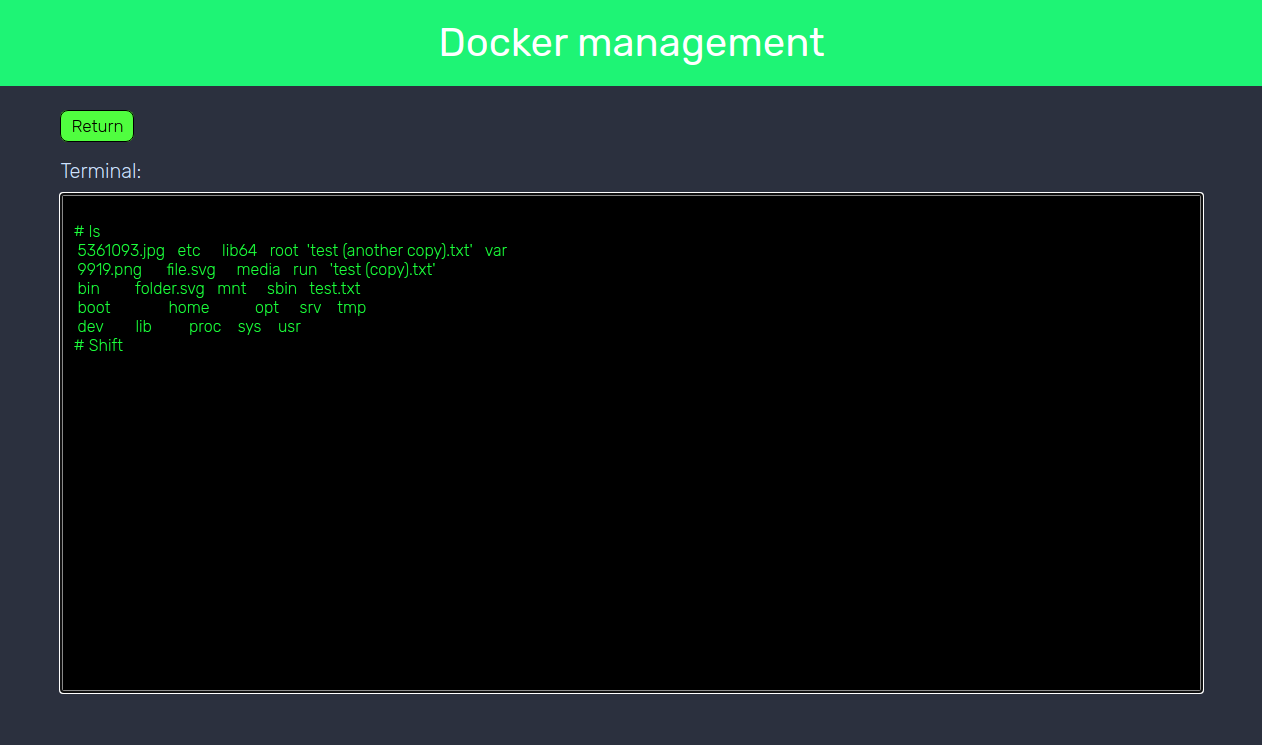 Docker management
Return
Terminal:
# ls
5361093.jpg etc lib64 root 'test (another copy).txt' var
9919.png file.svg media run 'test (copy).txt'
bin folder.svg mnt sbin test.txt
boot home opt srv tmp
dev lib proc sys usr
# Shift